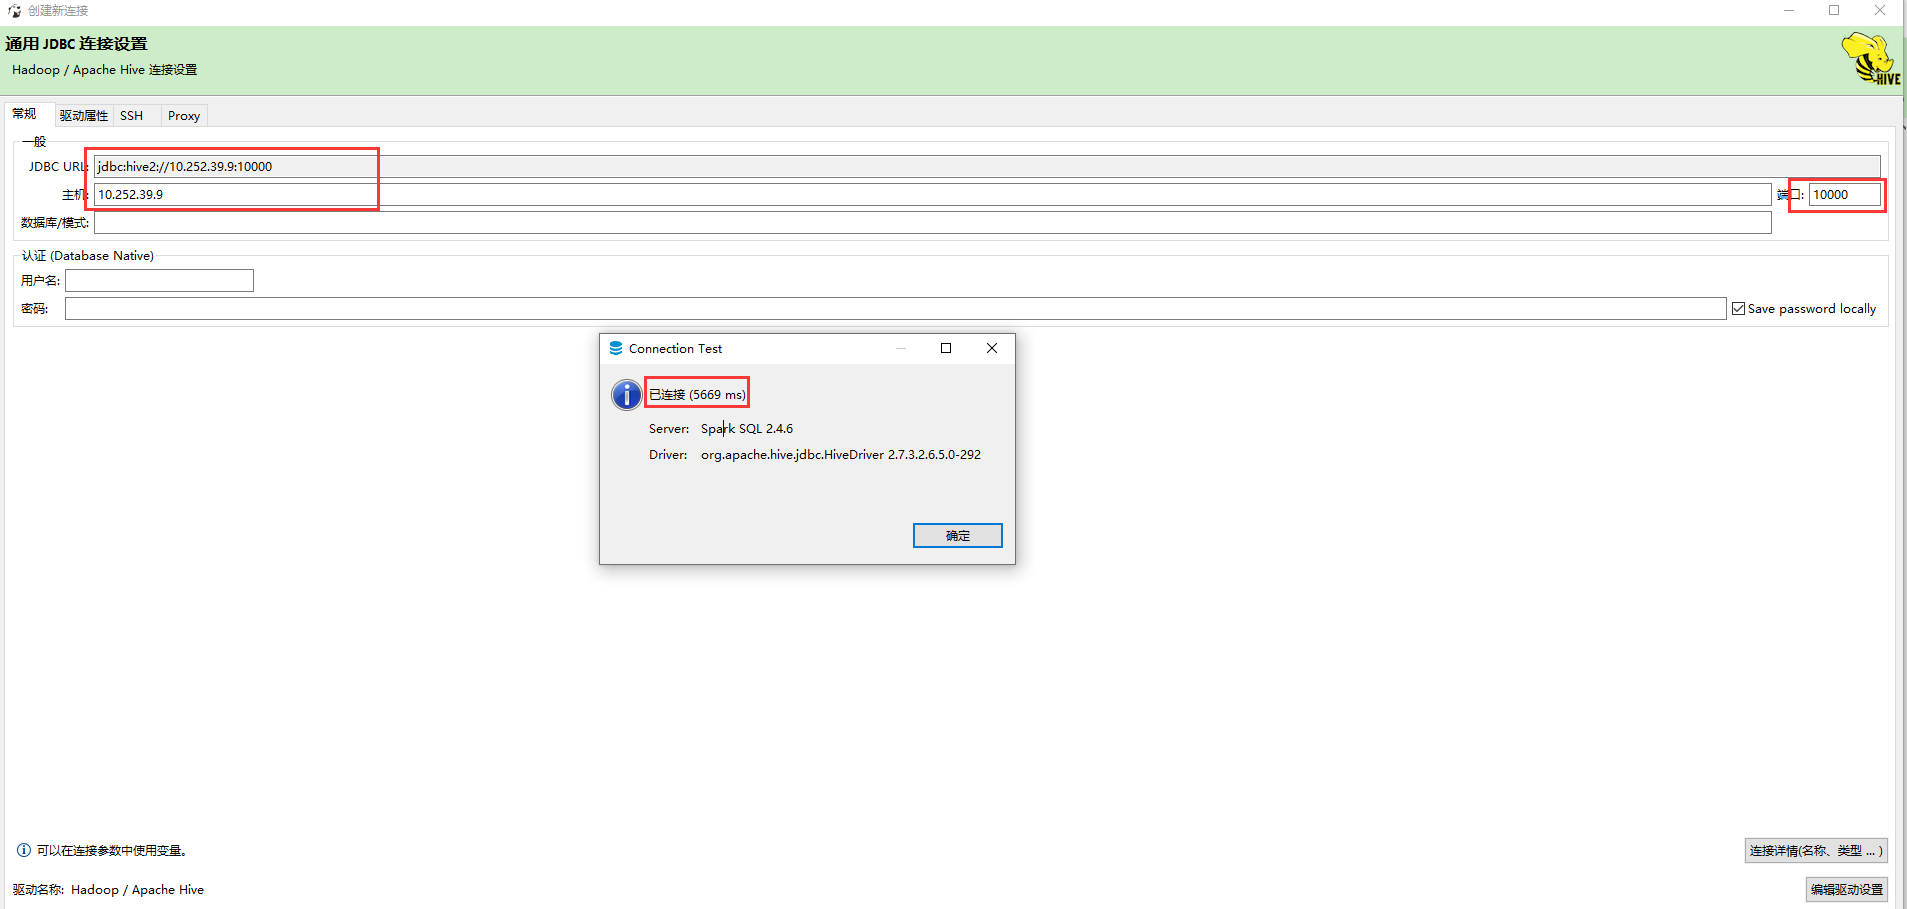 创建新连接
通用 JDBC 连接设置
Hadoop / Apache Hive 连接设置
HIVE
常规 驱动属性 SSH Proxy
一般
JDBC URL: jdbc:hive2://10.252.39.9:10000
主机: 10.252.39.9 端口: 10000
数据库/模式:
认证 (Database Native)
用户名:
密码: Save password locally
Connection Test
已连接 (5669 ms)
Server: Spark SQL 2.4.6
Driver: org.apache.hive.jdbc.HiveDriver 2.7.3.2.6.5.0-292
确定
可以在连接参数中使用变量。 连接详情(名称、类型 ... )
驱动名称: Hadoop / Apache Hive 编辑驱动设置